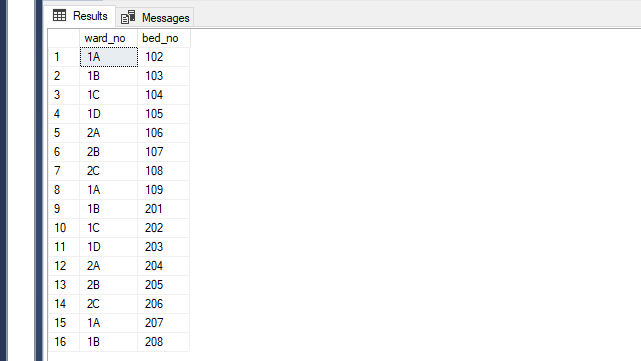 Results Messages
ward_no bed_no
1 1A 102
2 1B 103
3 1C 104
4 1D 105
5 2A 106
6 2B 107
7 2C 108
8 1A 109
9 1B 201
10 1C 202
11 1D 203
12 2A 204
13 2B 205
14 2C 206
15 1A 207
16 1B 208